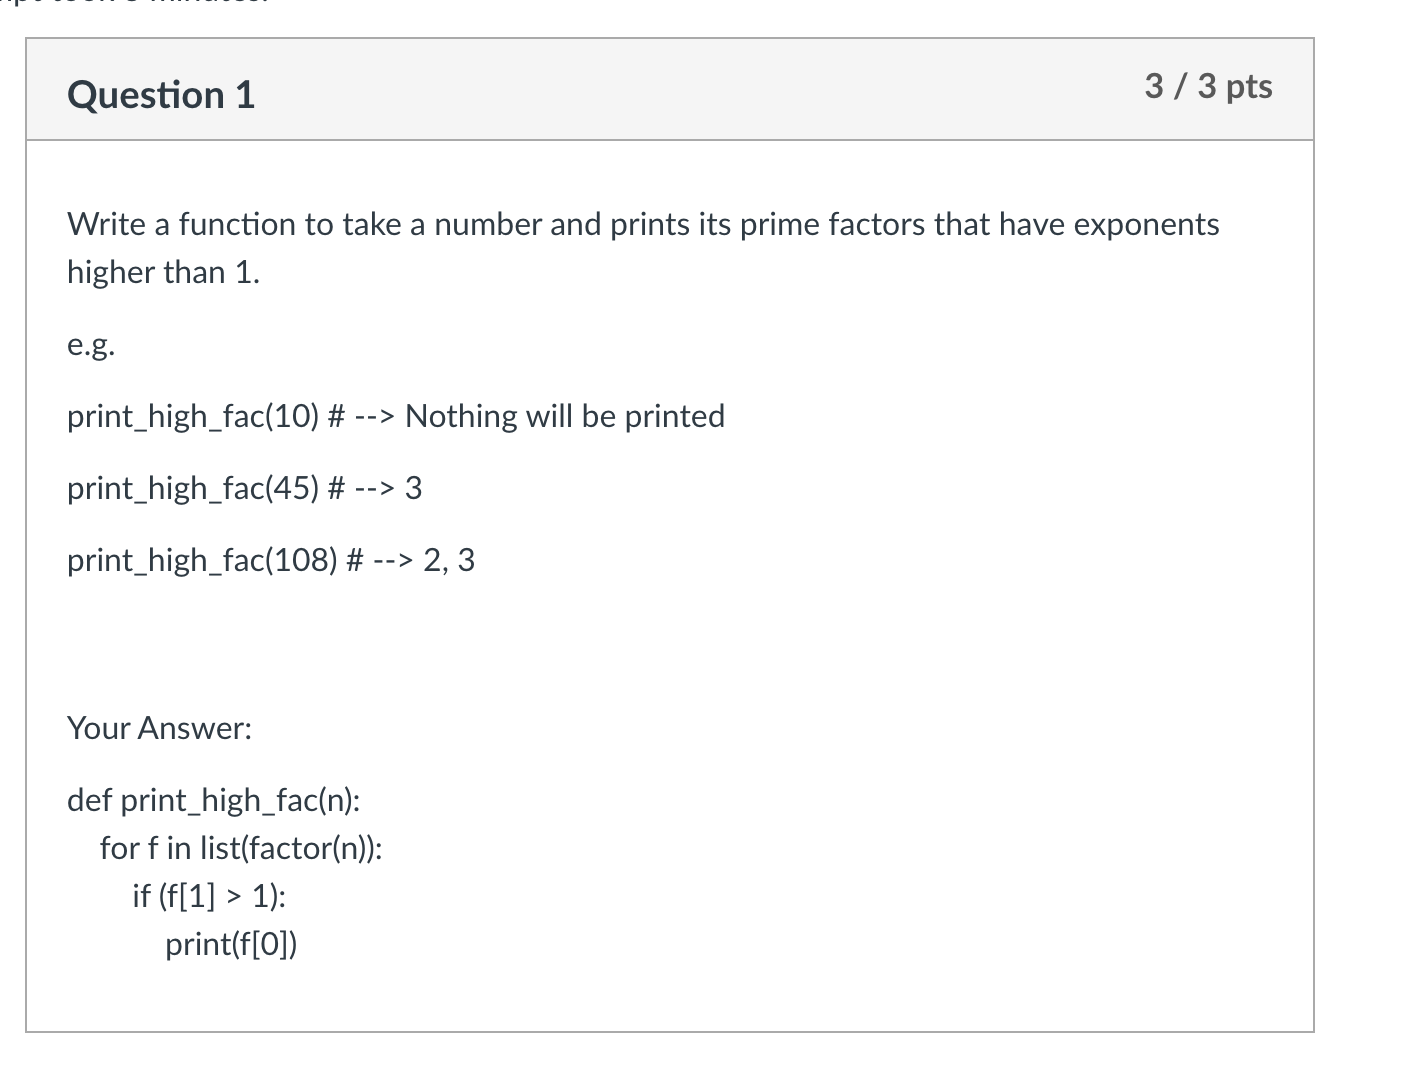 Question 1
3 / 3 pts
Write a function to take a number and prints its prime factors that have exponents
higher than 1.
e.g.
print_high_fac(10) # --> Nothing will be printed
print_high_fac(45) # --> 3
print_high_fac(108) # --> 2, 3
Your Answer:
def print_high_fac(n):
    for f in list(factor(n)):
        if (f[1] > 1):
            print(f[0])